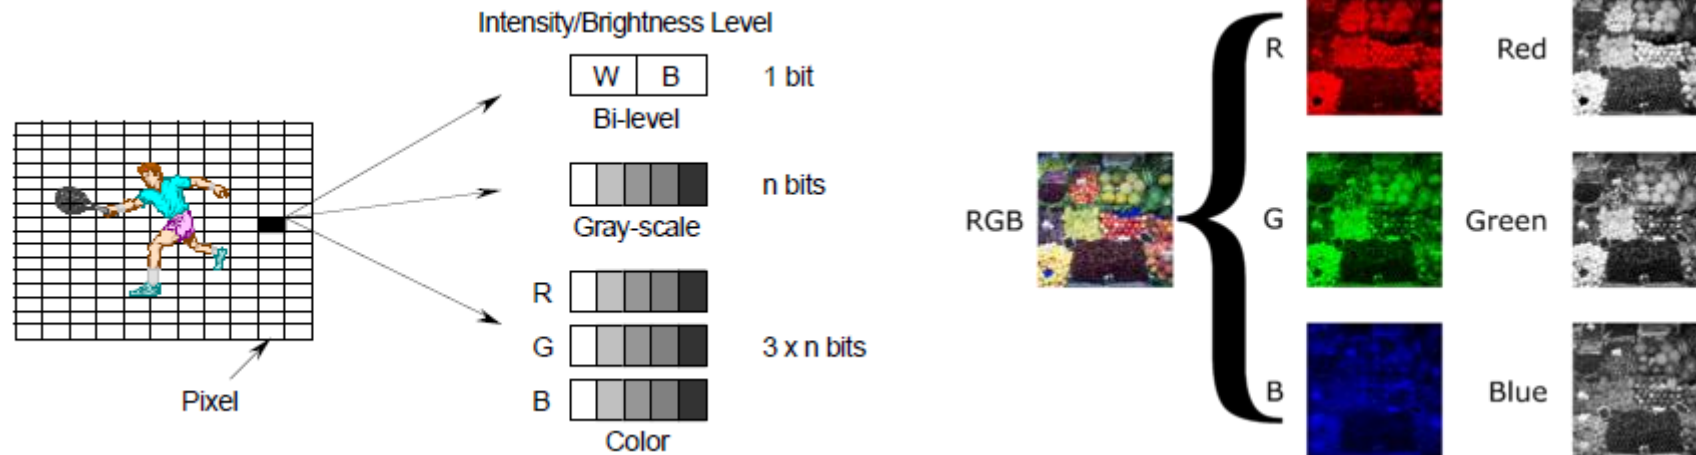 Intensity/Brightness Level
W B 1 bit
Bi-level
n bits
Gray-scale
R
G 3 x n bits
B
Color
Pixel
RGB
R Red
G Green
B Blue